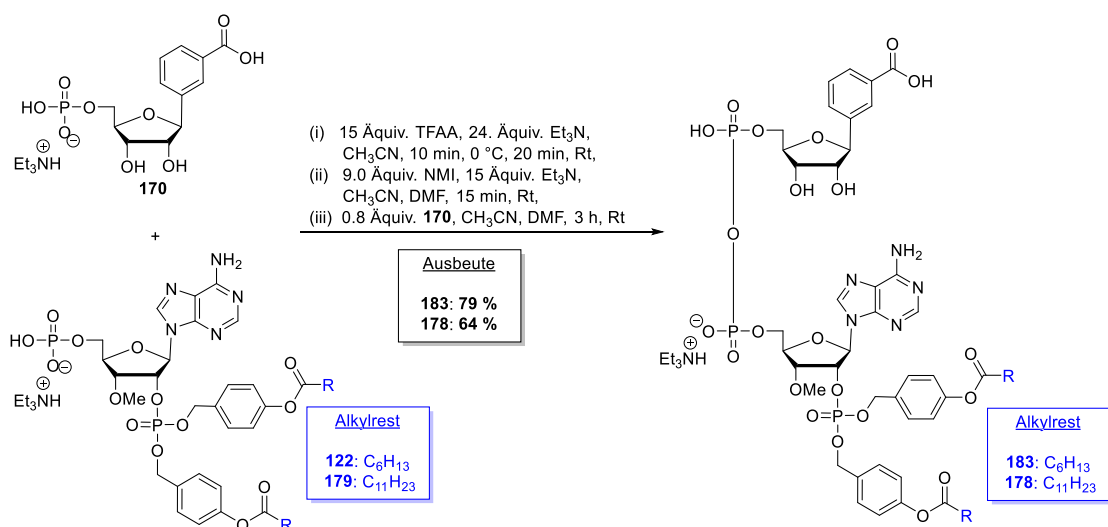 O
OH
O
HO P O
O⊖
⊕
Et₃NH
O
OH OH
170
+
NH₂
N
N
N
N
O
HO P O
O⊖
⊕
Et₃NH
O
OMe O
O=P O
O
O
R
O
O
O
R
(i) 15 Äquiv. TFAA, 24. Äquiv. Et₃N,
CH₃CN, 10 min, 0 °C, 20 min, Rt,
(ii) 9.0 Äquiv. NMI, 15 Äquiv. Et₃N,
CH₃CN, DMF, 15 min, Rt,
(iii) 0.8 Äquiv. 170, CH₃CN, DMF, 3 h, Rt
Ausbeute
183: 79 %
178: 64 %
Alkylrest
122: C₆H₁₃
179: C₁₁H₂₃
O
OH
O
HO P O
O
OH OH
O
NH₂
N
N
N
N
⊖O P O
O
⊕
Et₃NH
O
OMe O
O=P O
O
O
R
O
O
O
R
Alkylrest
183: C₆H₁₃
178: C₁₁H₂₃